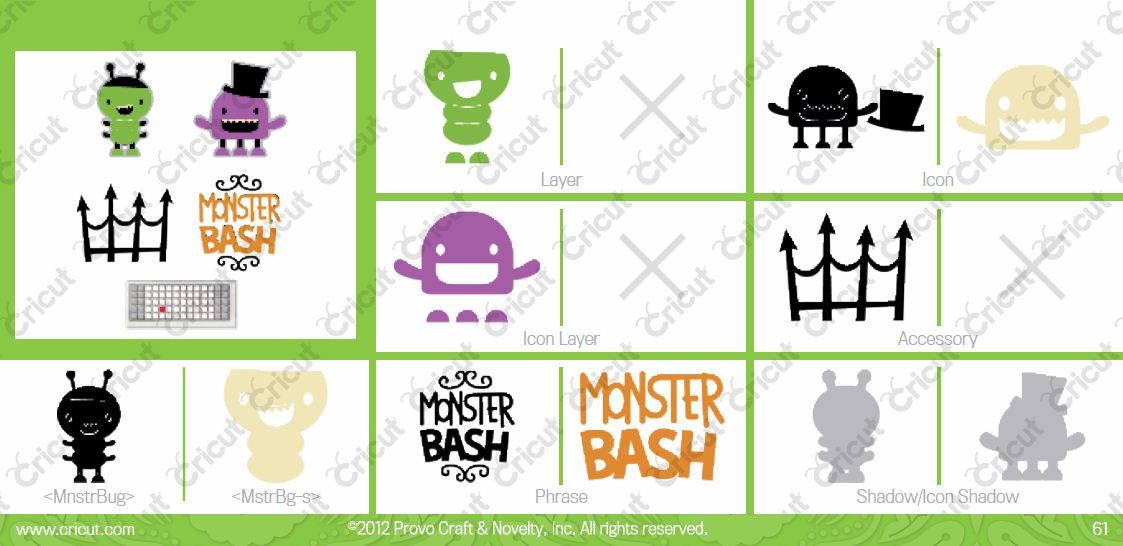 MONSTER
BASH
Layer
Icon
Icon Layer
Accessory
<MnstrBug>
<MstrBg-s>
MONSTER
BASH
MONSTER
BASH
Phrase
Shadow/Icon Shadow
www.cricut.com
©2012 Provo Craft & Novelty, Inc. All rights reserved.
61
Cricut